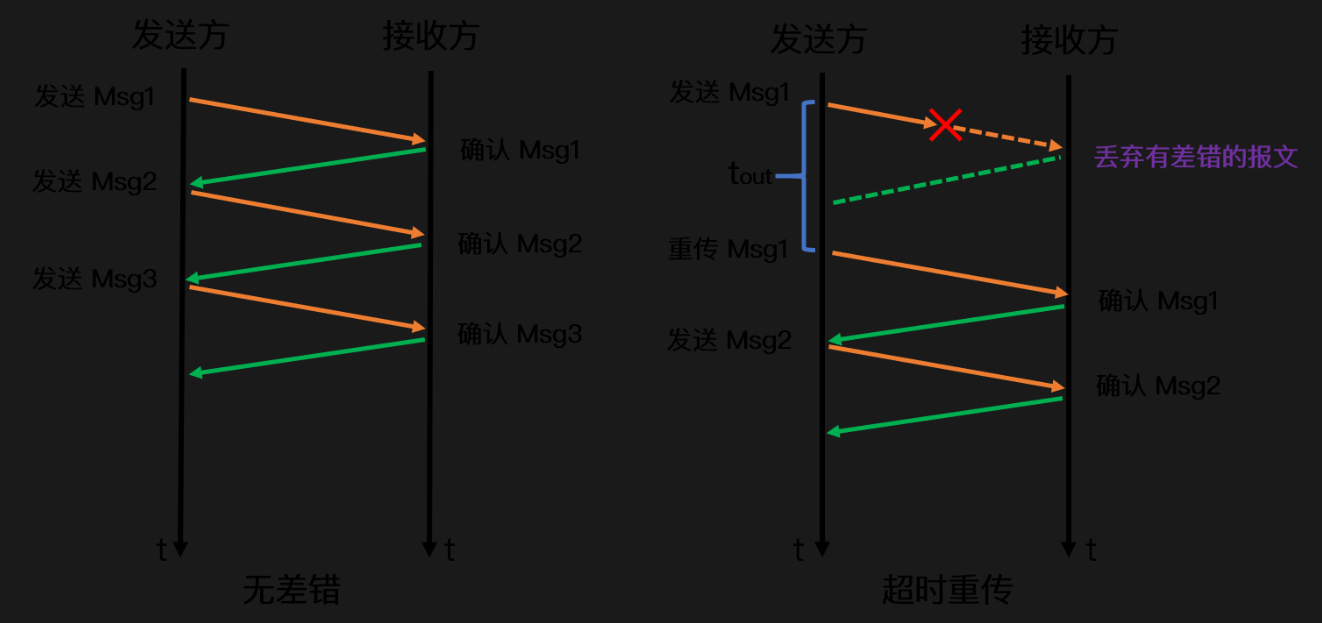 发送方
接收方
发送 Msg1
确认 Msg1
发送 Msg2
确认 Msg2
发送 Msg3
确认 Msg3
t
t
无差错
发送方
接收方
发送 Msg1
丢弃有差错的报文
tout
重传 Msg1
确认 Msg1
发送 Msg2
确认 Msg2
t
t
超时重传